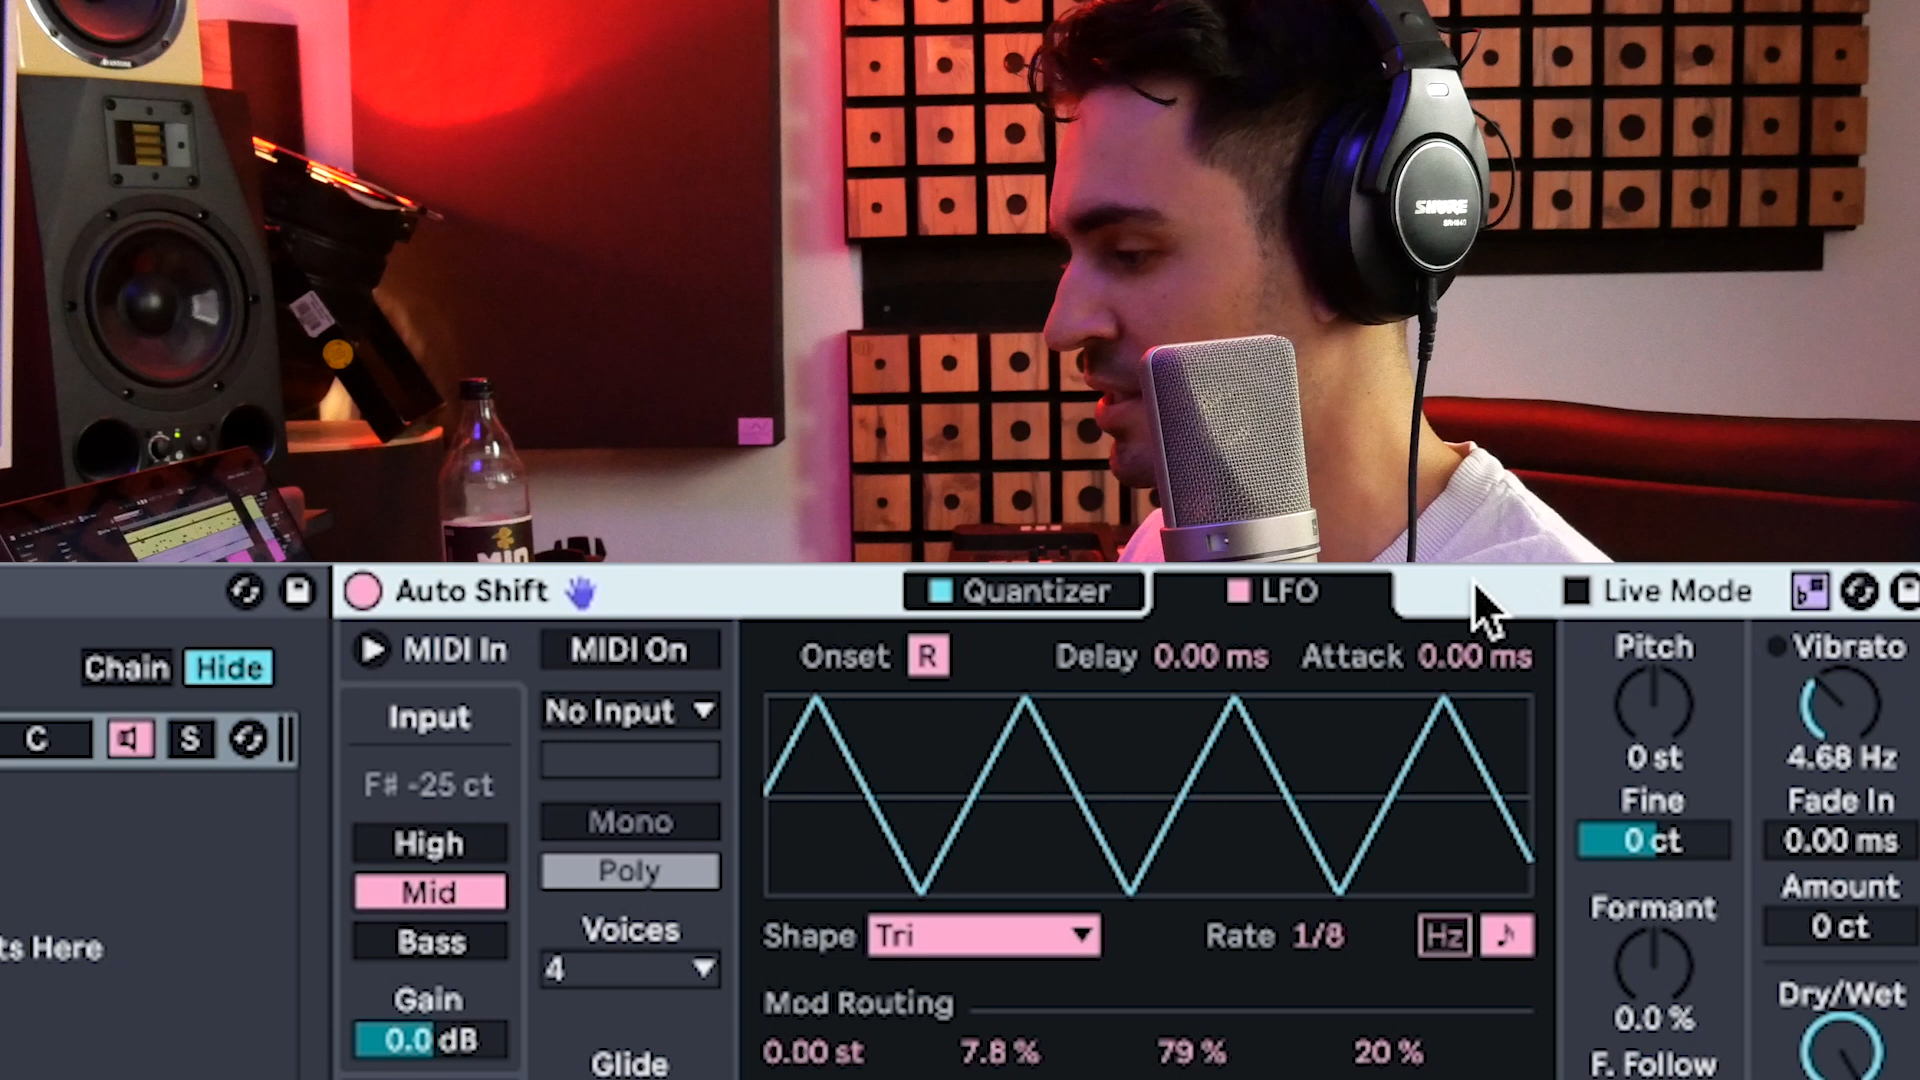 SHURE
MIO
Auto Shift
Quantizer
LFO
Live Mode
Chain
Hide
MIDI In
MIDI On
Onset R
Delay 0.00 ms
Attack 0.00 ms
Pitch
Vibrato
Input
No Input
0 st
4.68 Hz
C
S
F# -25 ct
Fine
Fade In
Mono
0 ct
0.00 ms
High
Poly
Amount
Mid
Formant
0 ct
Voices
Shape Tri
Rate 1/8
Hz
ts Here
Bass
4
Dry/Wet
Gain
Mod Routing
0.0 %
0.0 dB
Glide
0.00 st
7.8 %
79 %
20 %
F. Follow